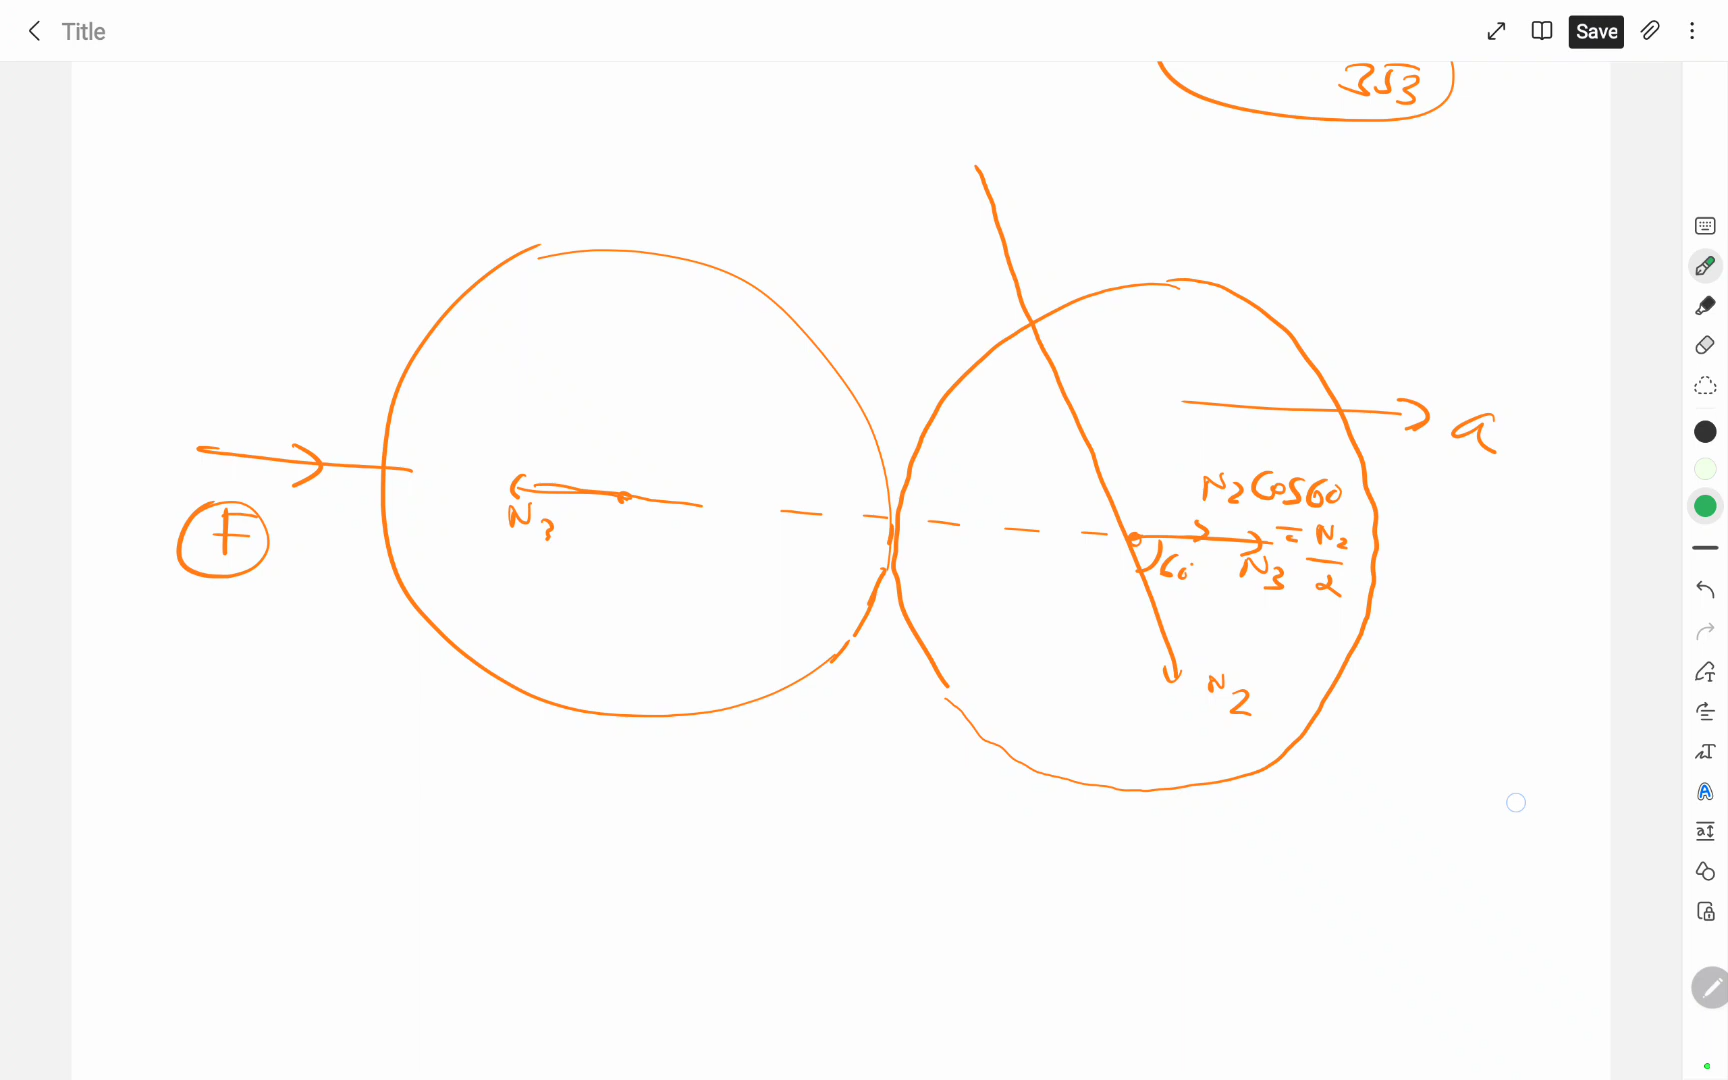 Title
Save
3√3
a
N2 Cos60
= N2
2
N3
60
N3
F
N2